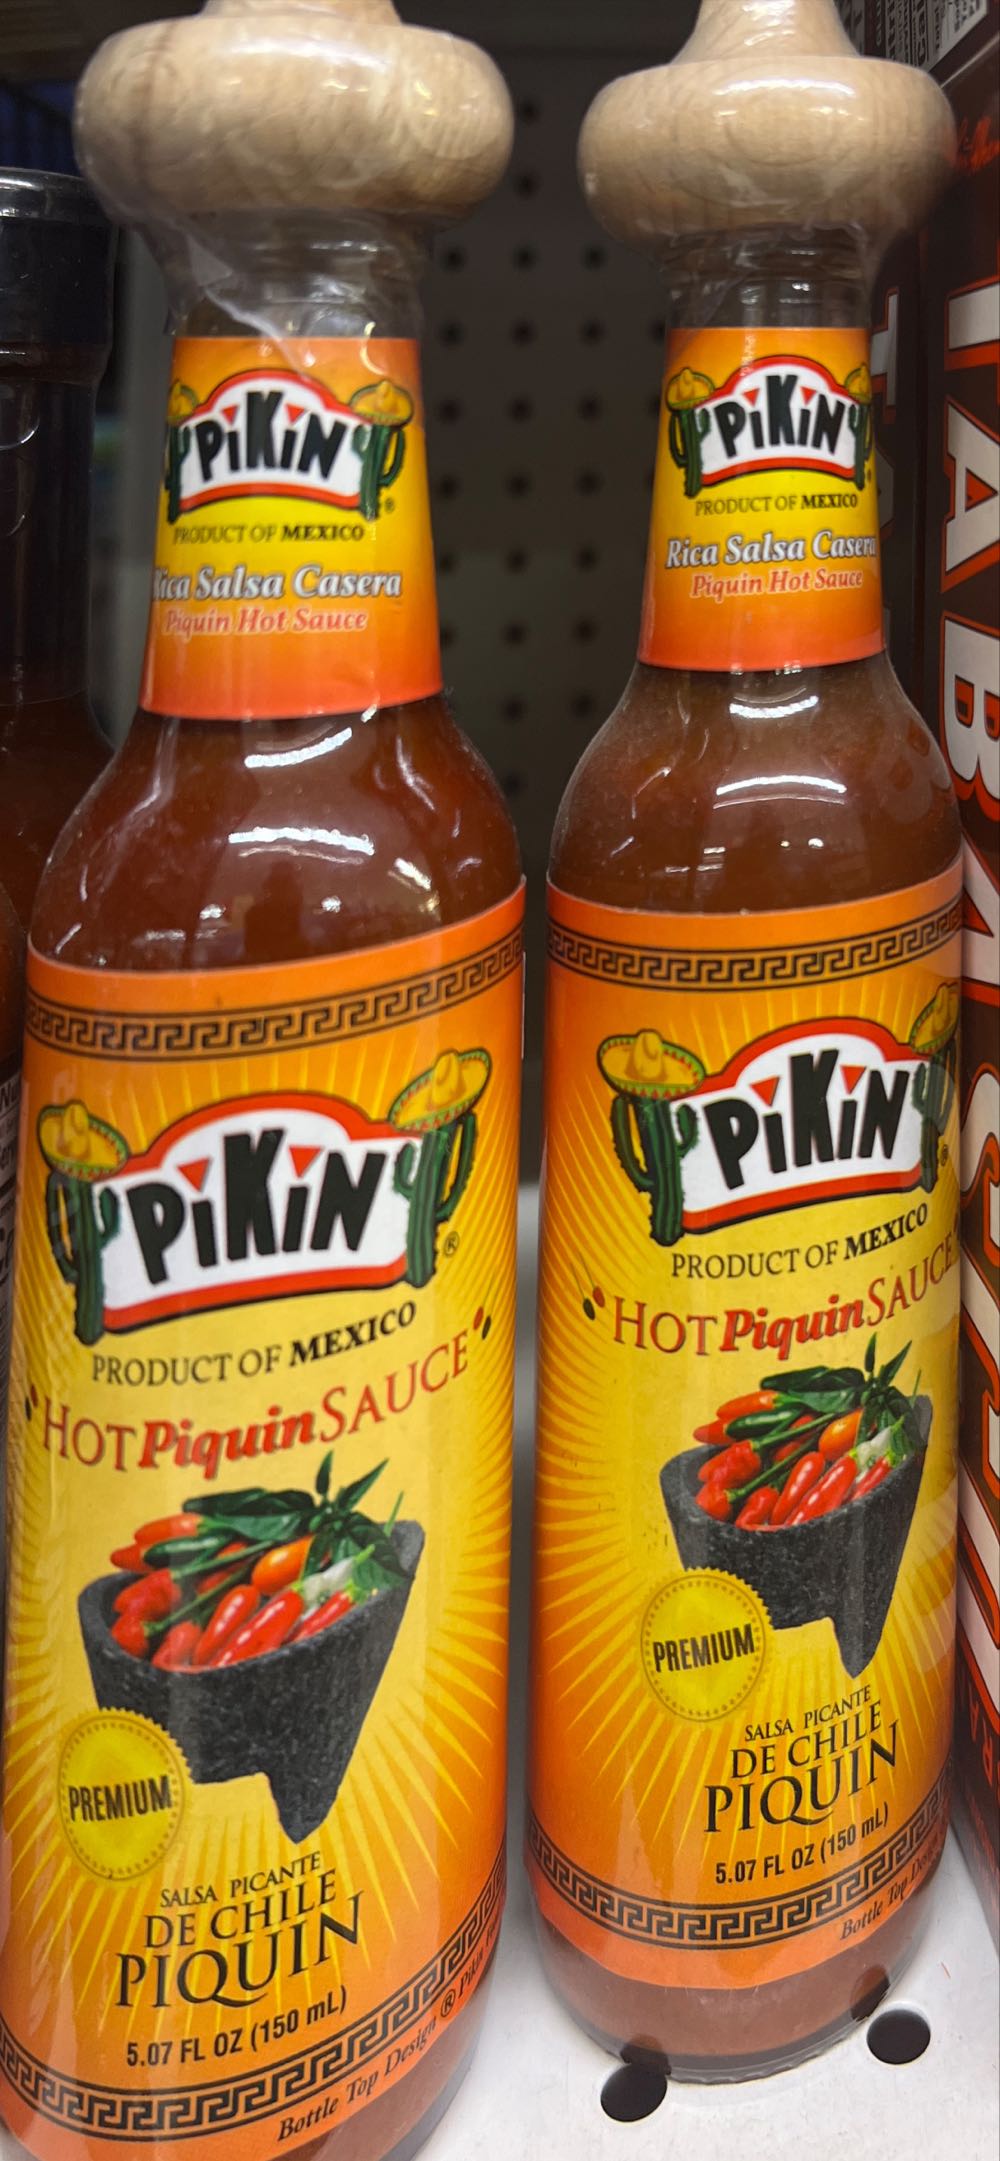 PiKiN
PRODUCT OF MEXICO
Rica Salsa Casera
Piquin Hot Sauce
PiKiN
®
PRODUCT OF MEXICO
HOT Piquin SAUCE
PREMIUM
SALSA PICANTE
DE CHILE
PIQUIN
5.07 FL OZ (150 mL)
Bottle Top Design ® Pikin
PiKiN
PRODUCT OF MEXICO
Rica Salsa Casera
Piquin Hot Sauce
PiKiN
®
PRODUCT OF MEXICO
HOT Piquin SAUCE
PREMIUM
SALSA PICANTE
DE CHILE
PIQUIN
5.07 FL OZ (150 mL)
Bottle Top
TABAS